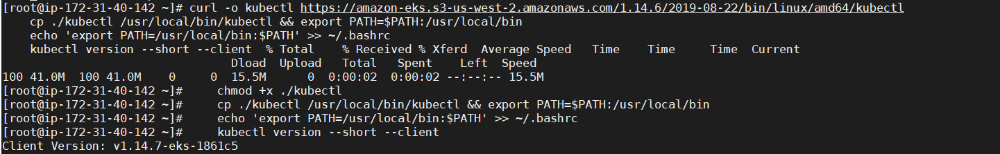 [root@ip-172-31-40-142 ~]# curl -o kubectl https://amazon-eks.s3-us-west-2.amazonaws.com/1.14.6/2019-08-22/bin/linux/amd64/kubectl
    cp ./kubectl /usr/local/bin/kubectl && export PATH=$PATH:/usr/local/bin
    echo 'export PATH=/usr/local/bin:$PATH' >> ~/.bashrc
    kubectl version --short --client  % Total    % Received % Xferd  Average Speed   Time    Time     Time  Current
                                 Dload  Upload   Total   Spent    Left  Speed
100 41.0M  100 41.0M    0     0  15.5M      0  0:00:02  0:00:02 --:--:-- 15.5M
[root@ip-172-31-40-142 ~]#     chmod +x ./kubectl
[root@ip-172-31-40-142 ~]#     cp ./kubectl /usr/local/bin/kubectl && export PATH=$PATH:/usr/local/bin
[root@ip-172-31-40-142 ~]#     echo 'export PATH=/usr/local/bin:$PATH' >> ~/.bashrc
[root@ip-172-31-40-142 ~]#     kubectl version --short --client
Client Version: v1.14.7-eks-1861c5